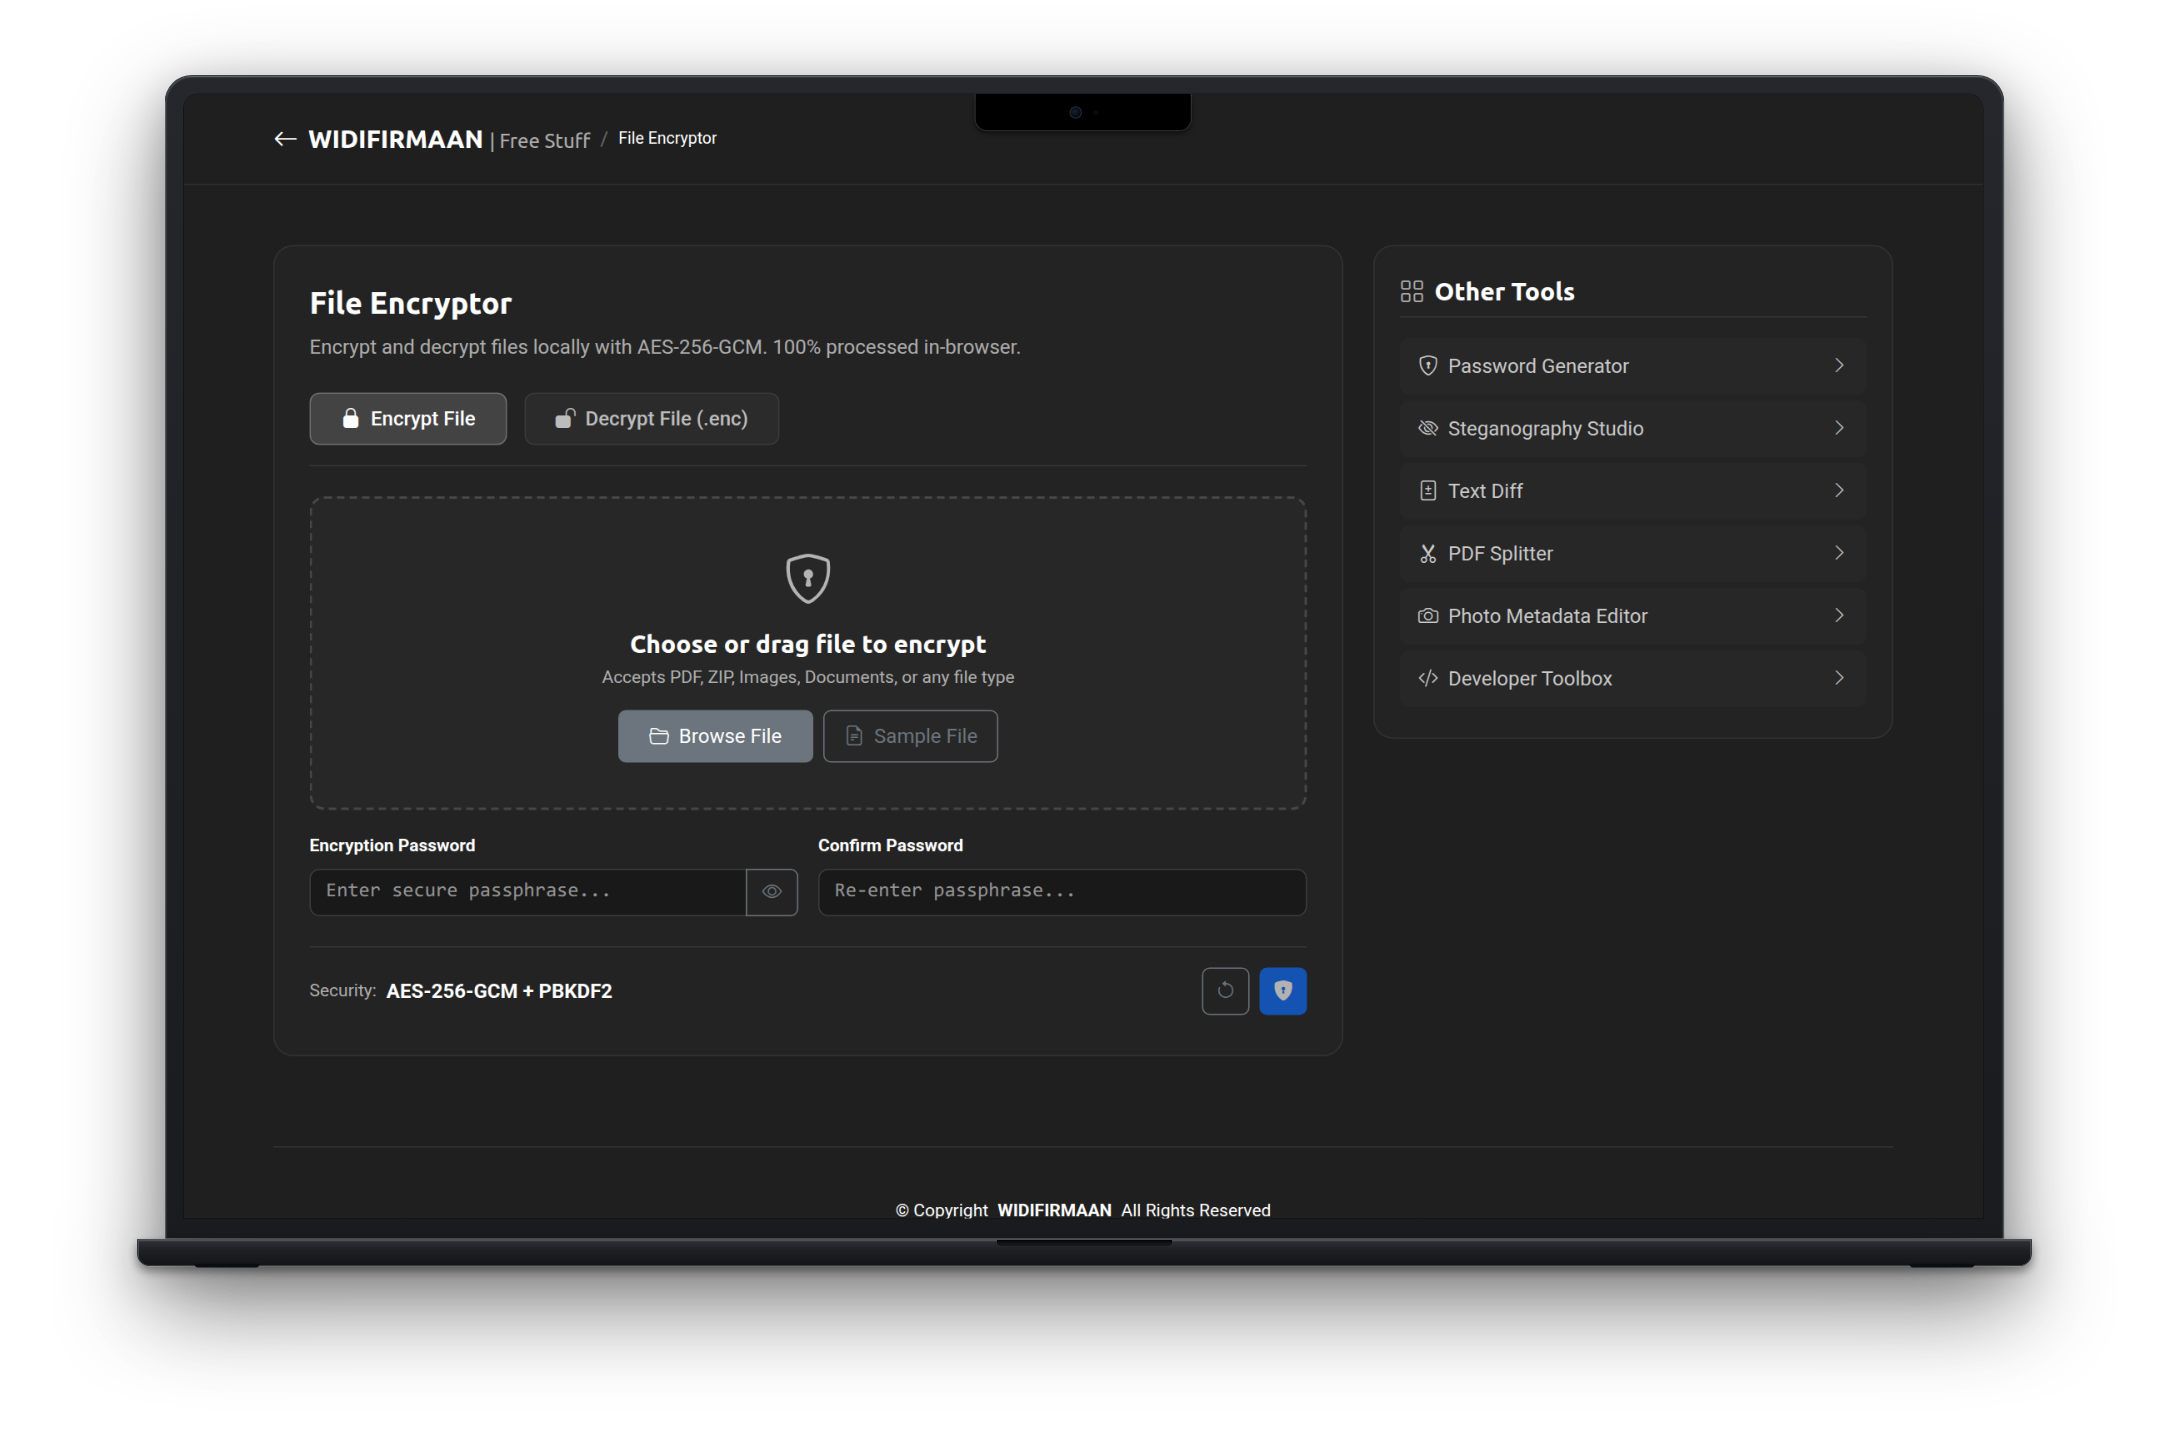 WIDIFIRMAAN | Free Stuff / File Encryptor
File Encryptor
Encrypt and decrypt files locally with AES-256-GCM. 100% processed in-browser.
Encrypt File
Decrypt File (.enc)
Choose or drag file to encrypt
Accepts PDF, ZIP, Images, Documents, or any file type
Browse File
Sample File
Encryption Password
Confirm Password
Enter secure passphrase...
Re-enter passphrase...
Security: AES-256-GCM + PBKDF2
Other Tools
Password Generator
Steganography Studio
Text Diff
PDF Splitter
Photo Metadata Editor
Developer Toolbox
© Copyright WIDIFIRMAAN All Rights Reserved